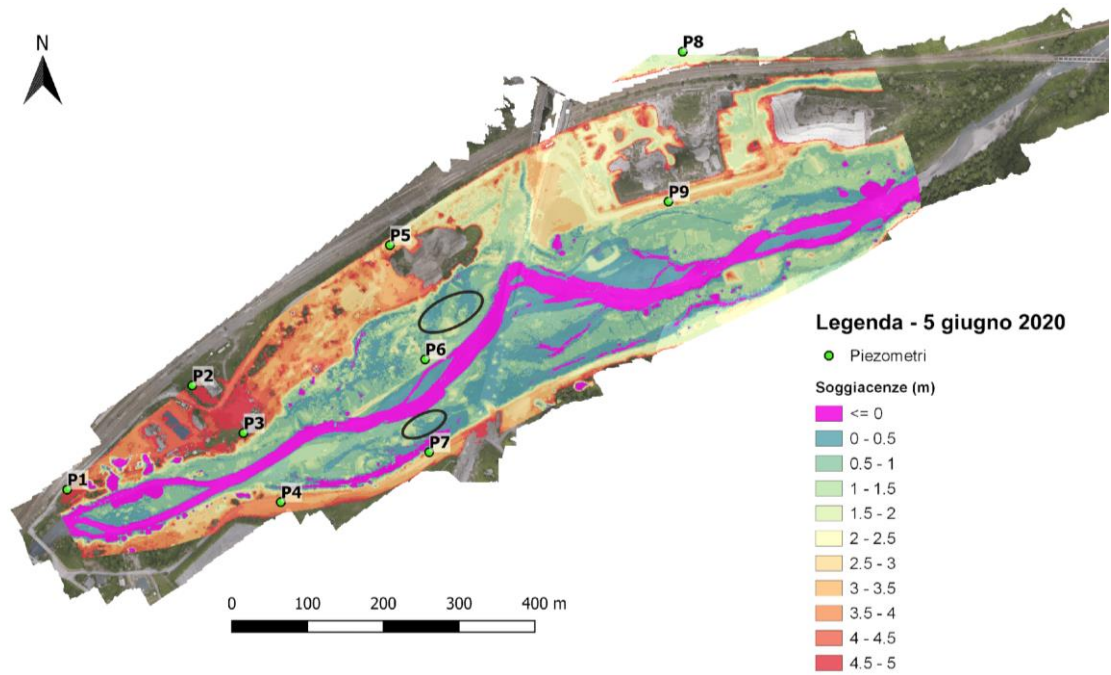 N
P8
P9
P5
P6
P2
P3
P7
P1
P4
0 100 200 300 400 m
Legenda - 5 giugno 2020
Piezometri
Soggiacenze (m)
<= 0
0 - 0.5
0.5 - 1
1 - 1.5
1.5 - 2
2 - 2.5
2.5 - 3
3 - 3.5
3.5 - 4
4 - 4.5
4.5 - 5